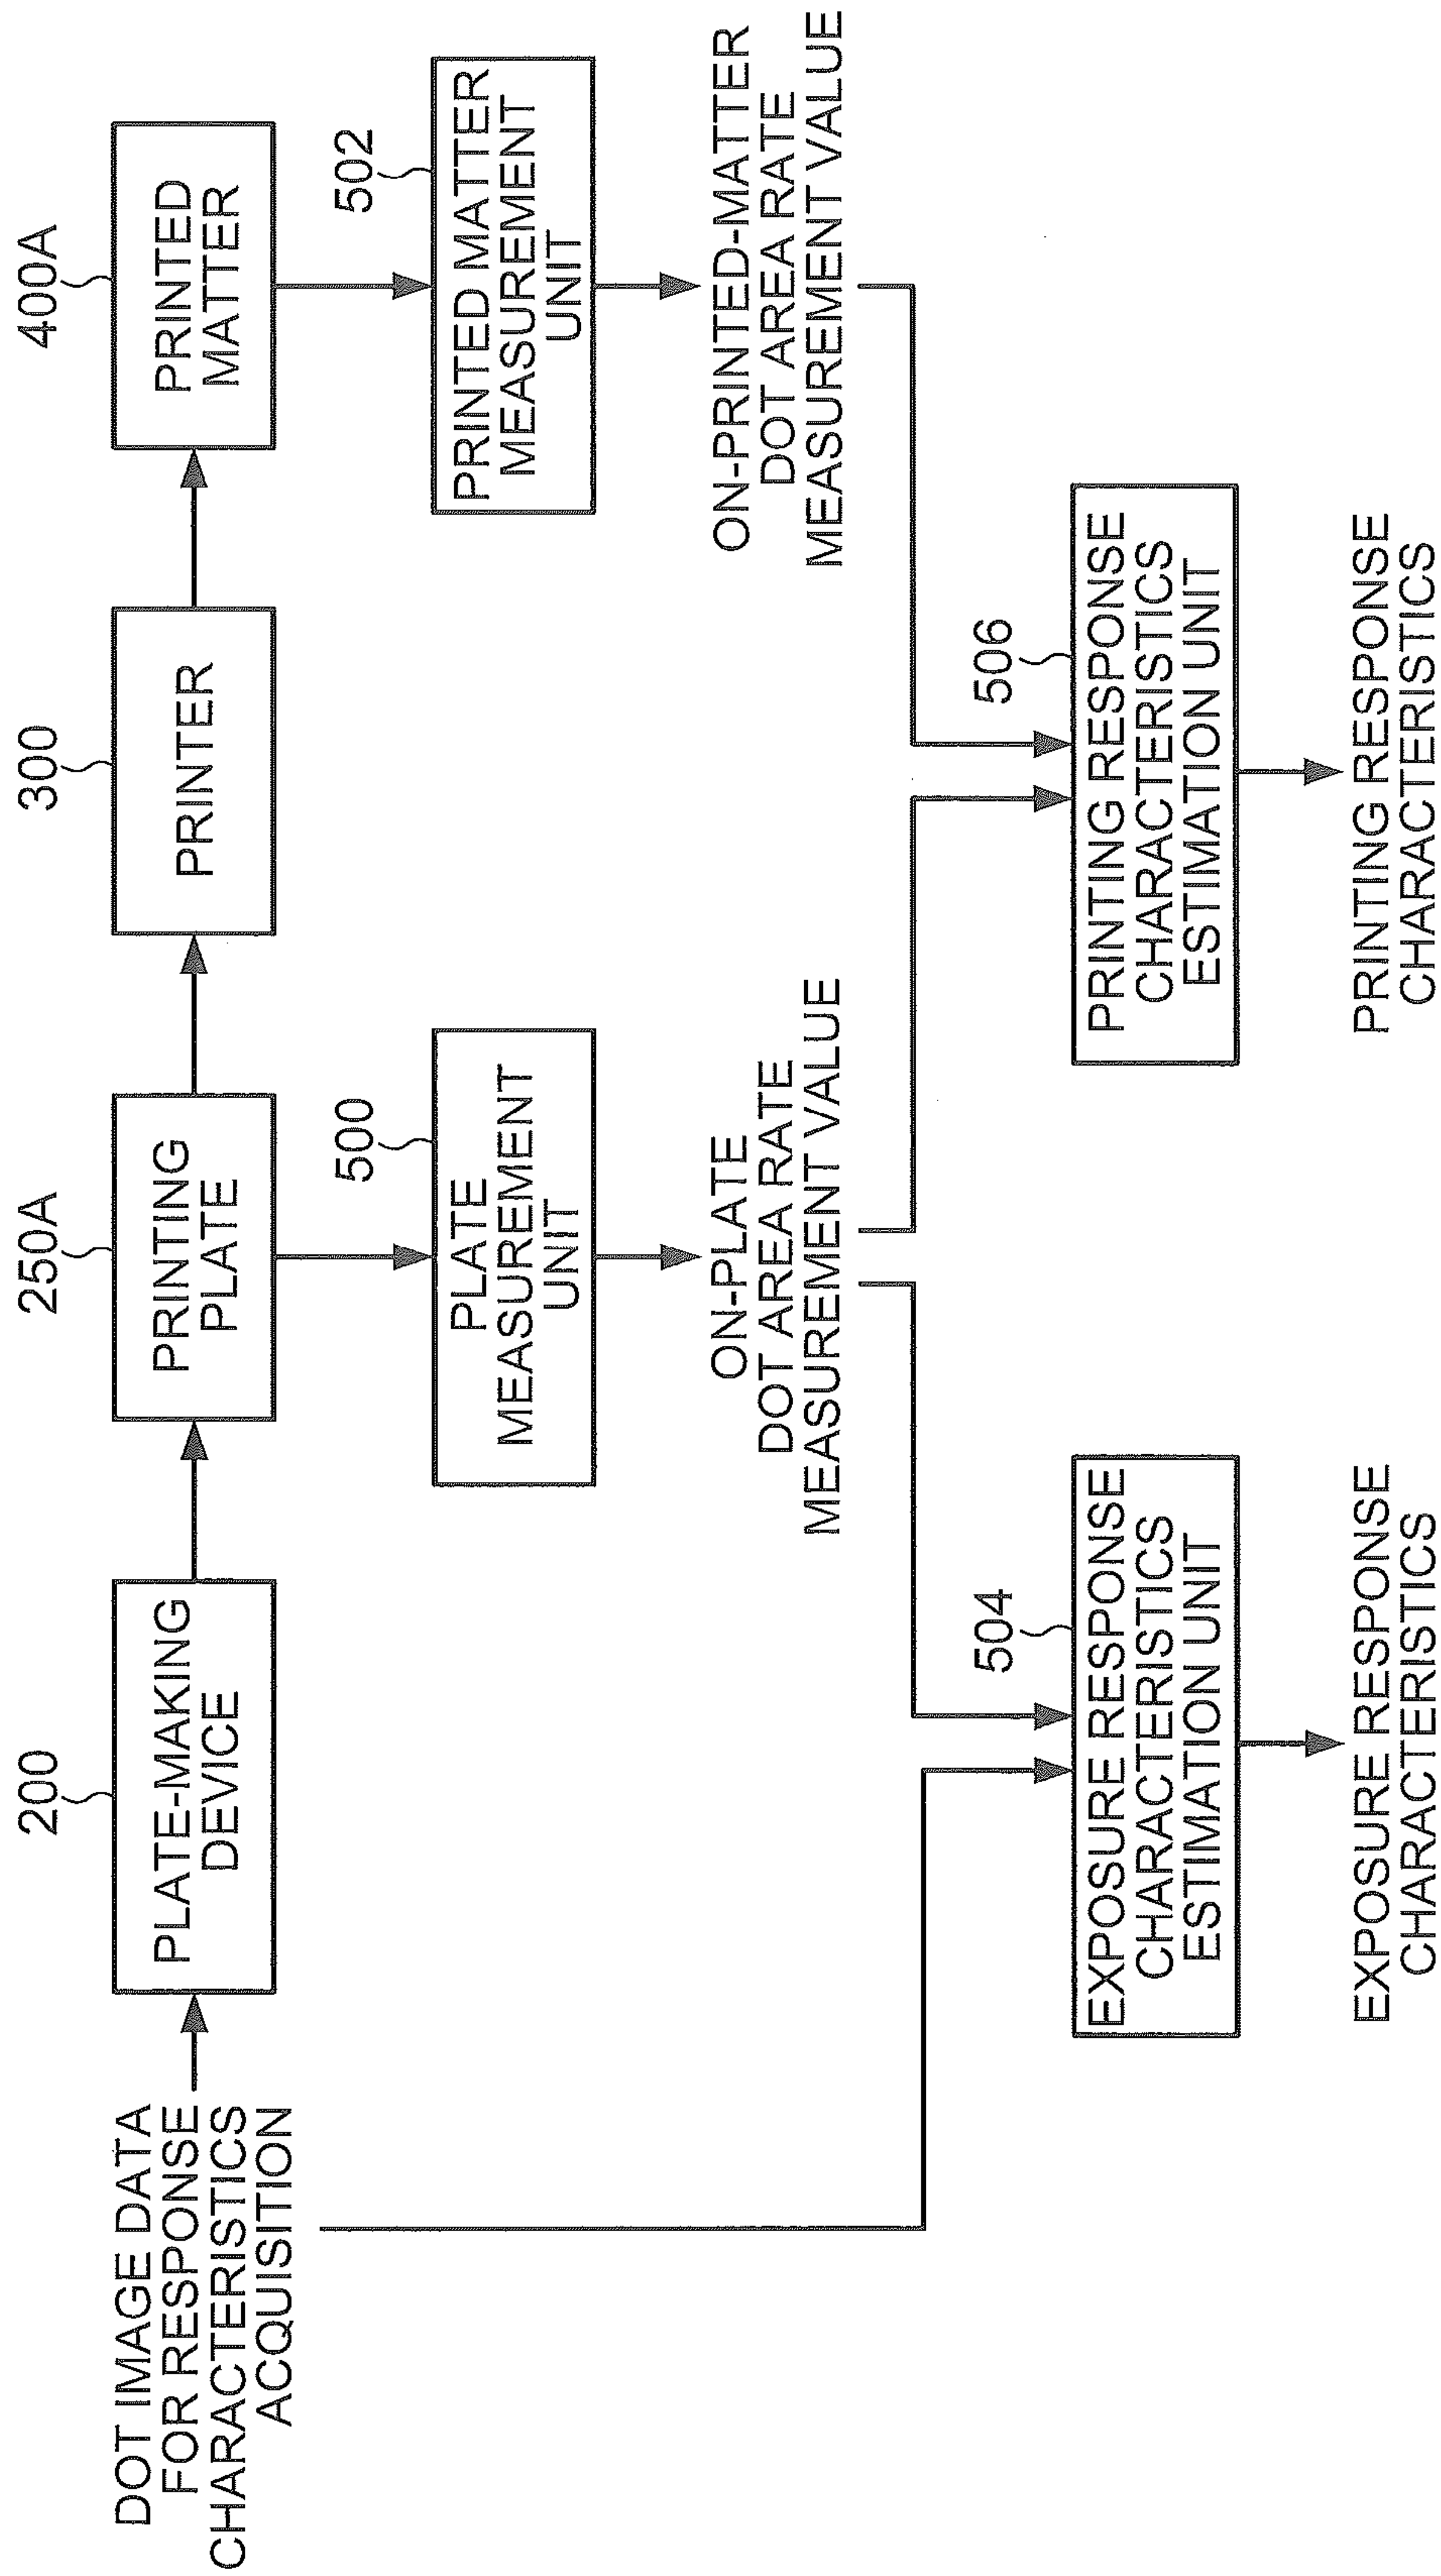 200
250A
300
400A
DOT IMAGE DATA
FOR RESPONSE
CHARACTERISTICS
ACQUISITION
PLATE-MAKING
DEVICE
PRINTING
PLATE
PRINTER
PRINTED
MATTER
500
502
PLATE
MEASUREMENT
UNIT
PRINTED MATTER
MEASUREMENT
UNIT
ON-PLATE
DOT AREA RATE
MEASUREMENT VALUE
ON-PRINTED-MATTER
DOT AREA RATE
MEASUREMENT VALUE
504
506
EXPOSURE RESPONSE
CHARACTERISTICS
ESTIMATION UNIT
PRINTING RESPONSE
CHARACTERISTICS
ESTIMATION UNIT
EXPOSURE RESPONSE
CHARACTERISTICS
PRINTING RESPONSE
CHARACTERISTICS